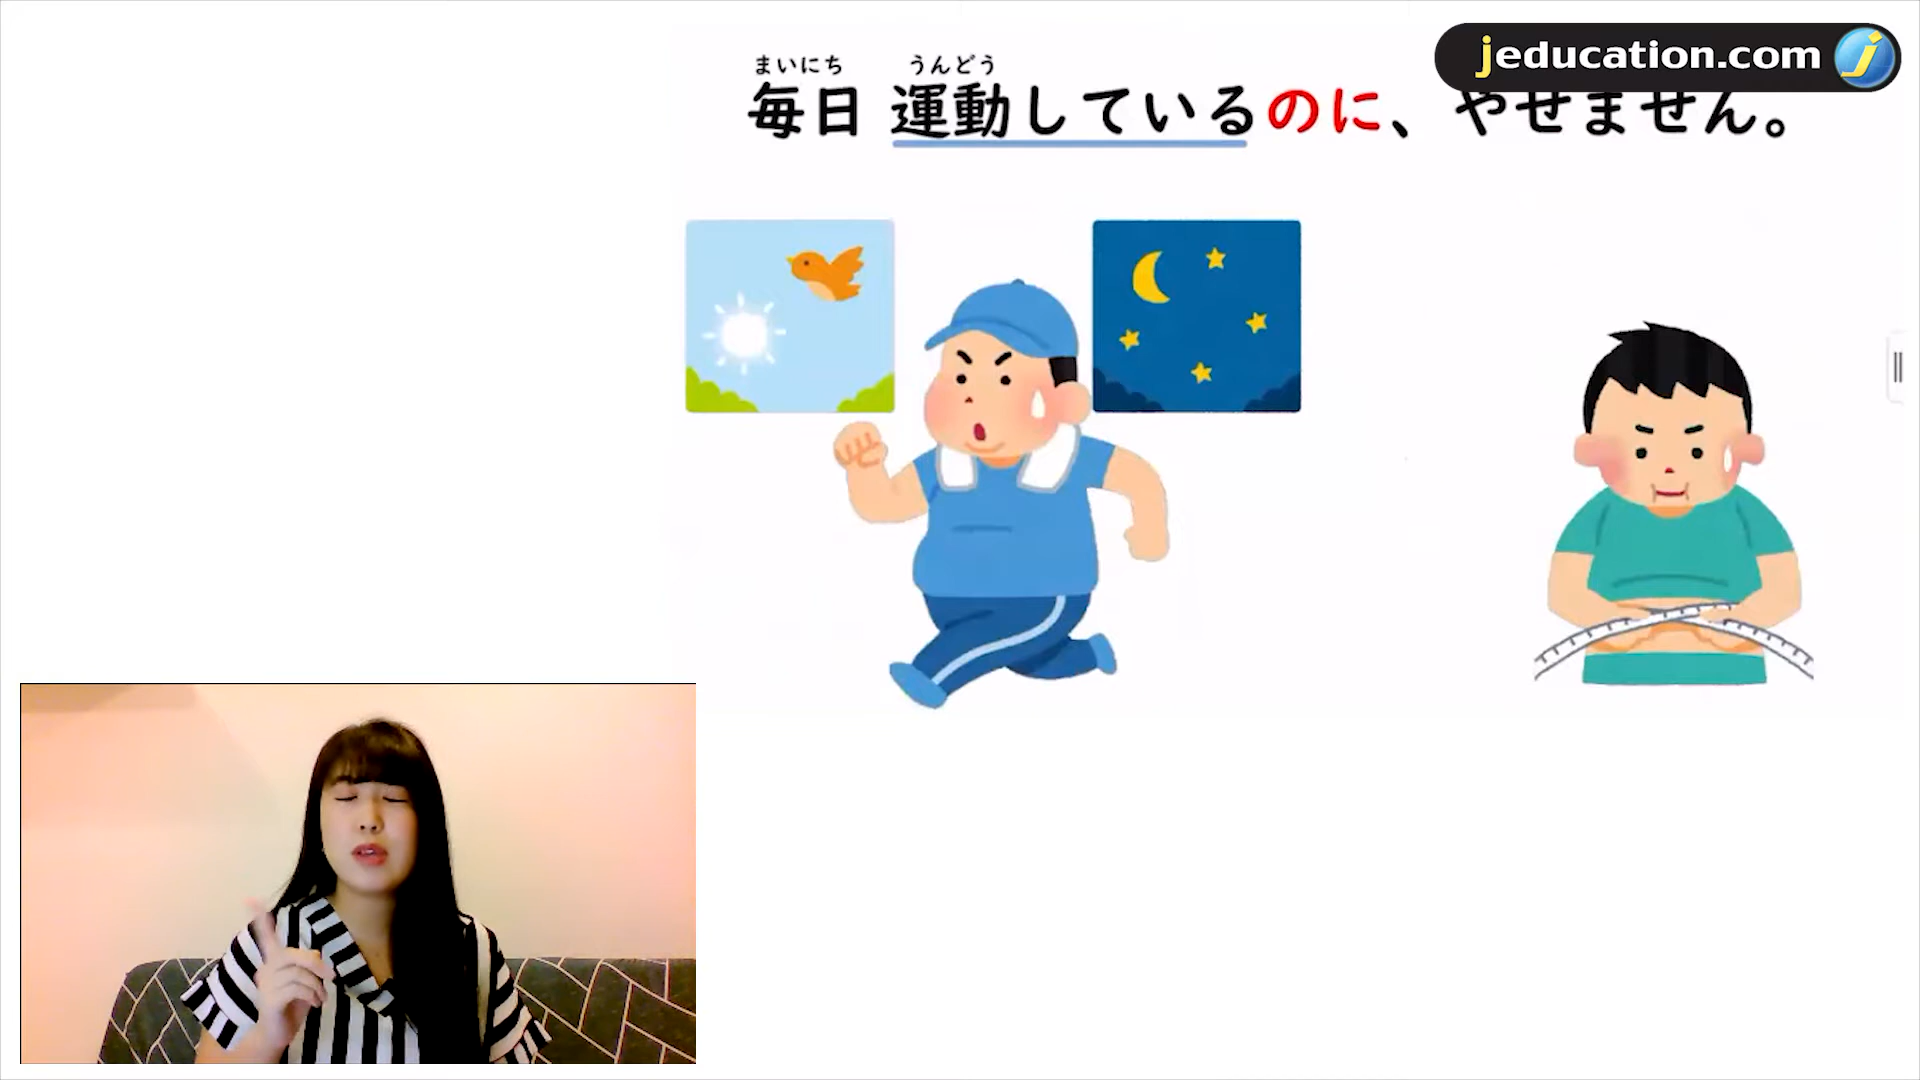 jeducation.com
まいにち うんどう
毎日 運動しているのに、 やせません。